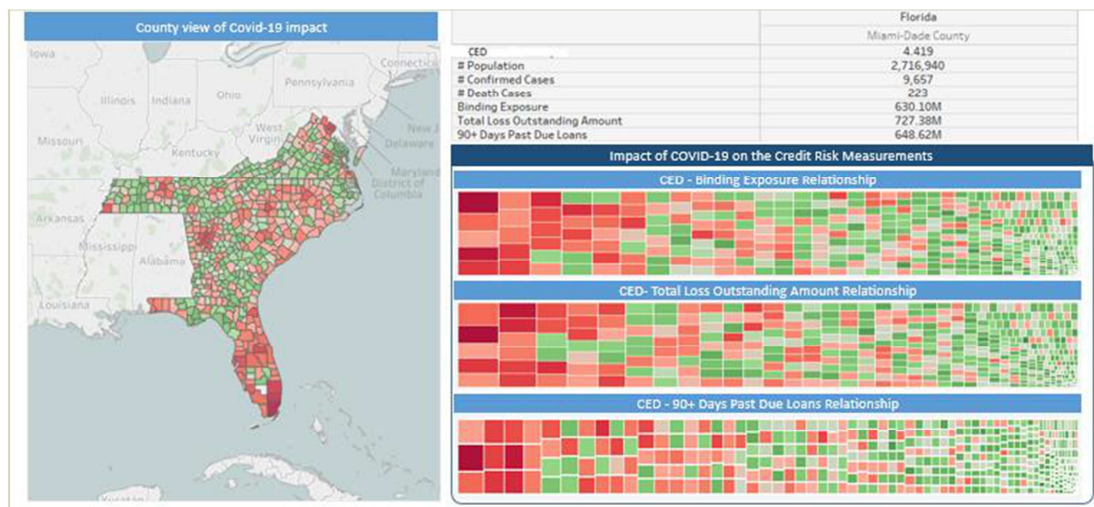 County view of Covid-19 impact
Iowa
Connecticut
Pennsylvania
Illinois
Indiana
Ohio
New J
Missouri
West
Virginia
Delaware
Kentucky
Maryland
District of
Columbia
Arkansas
Mississippi
Alabama
Louisiana
Florida
Miami-Dade County
CED 4.419
# Population 2,716,940
# Confirmed Cases 9,657
# Death Cases 223
Binding Exposure 630.10M
Total Loss Outstanding Amount 727.38M
90+ Days Past Due Loans 648.62M
Impact of COVID-19 on the Credit Risk Measurements
CED - Binding Exposure Relationship
CED- Total Loss Outstanding Amount Relationship
CED - 90+ Days Past Due Loans Relationship